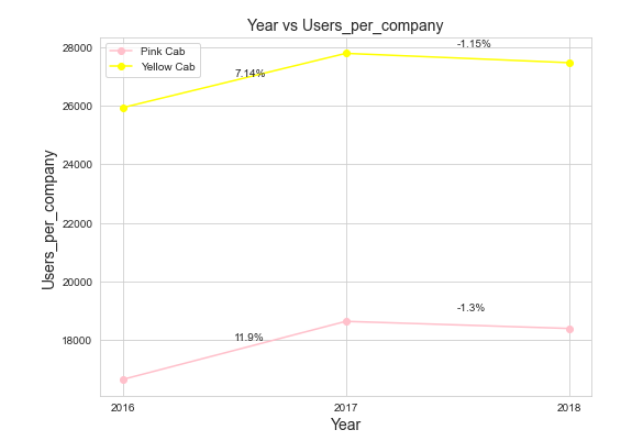 Year vs Users_per_company
Pink Cab
Yellow Cab
28000
26000
24000
22000
20000
18000
Users_per_company
7.14%
-1.15%
11.9%
-1.3%
2016
2017
2018
Year